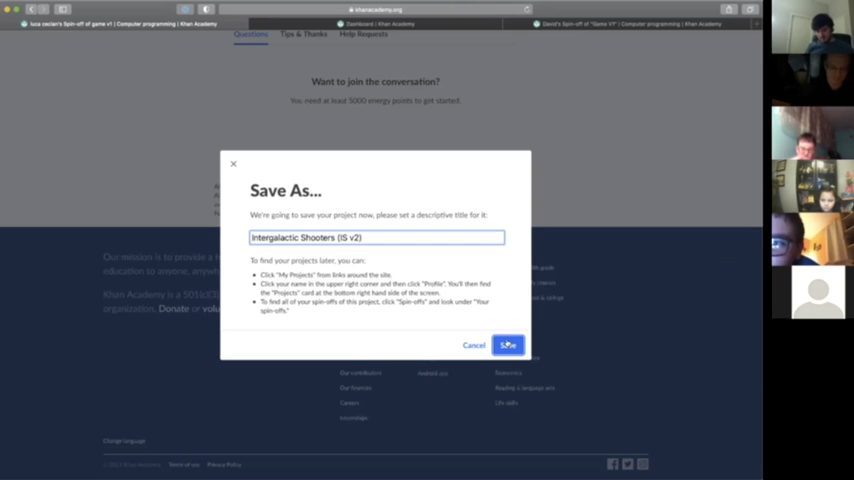 khanacademy.org
luca cacian's Spin-off of game v1 | Computer programming | Khan Academy
Dashboard | Khan Academy
David's Spin-off of "Game V1" | Computer programming | Khan Academy
Questions Tips & Thanks Help Requests
Want to join the conversation?
You need at least 5000 energy points to get started.
Save As...
We're going to save your project now, please set a descriptive title for it:
Intergalactic Shooters (IS v2)
To find your projects later, you can:
Click "My Projects" from links around the site.
Click your name in the upper right corner and then click "Profile". You'll then find
the "Projects" card at the bottom right hand side of the screen.
To find all of your spin-offs of this project, click "Spin-offs" and look under "Your
spin-offs."
Cancel Save
Our mission is to provide a
education to anyone, anyw
Khan Academy is a 501(c)(
organization. Donate or volu
Our contributors
Our finances
Careers
Internships
Android app
Economics
Reading & language arts
Life skills
Change language
Terms of use Privacy Policy